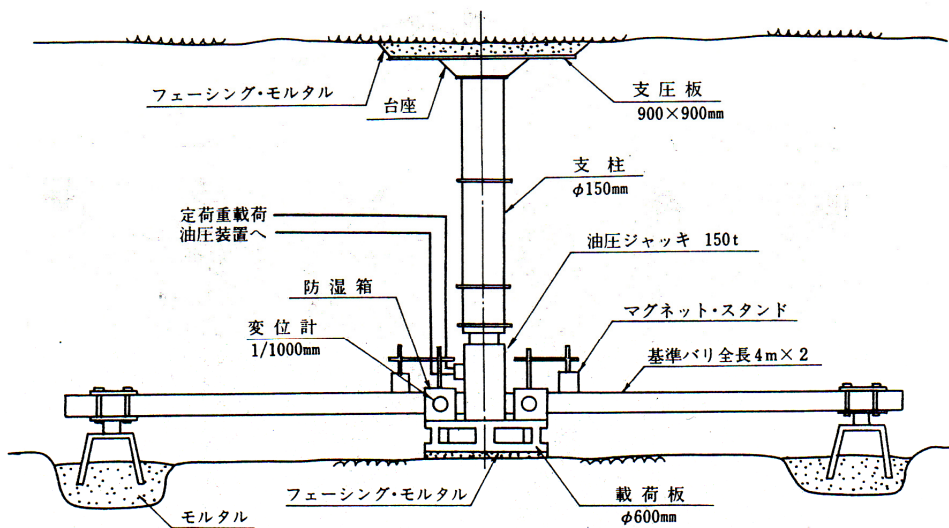 フェーシング・モルタル
台座
支圧板
900×900mm
支柱
φ150mm
定荷重載荷
油圧装置へ
油圧ジャッキ 150t
防湿箱
マグネット・スタンド
変位計
1/1000mm
基準バリ全長4m×2
フェーシング・モルタル
載荷板
φ600mm
モルタル